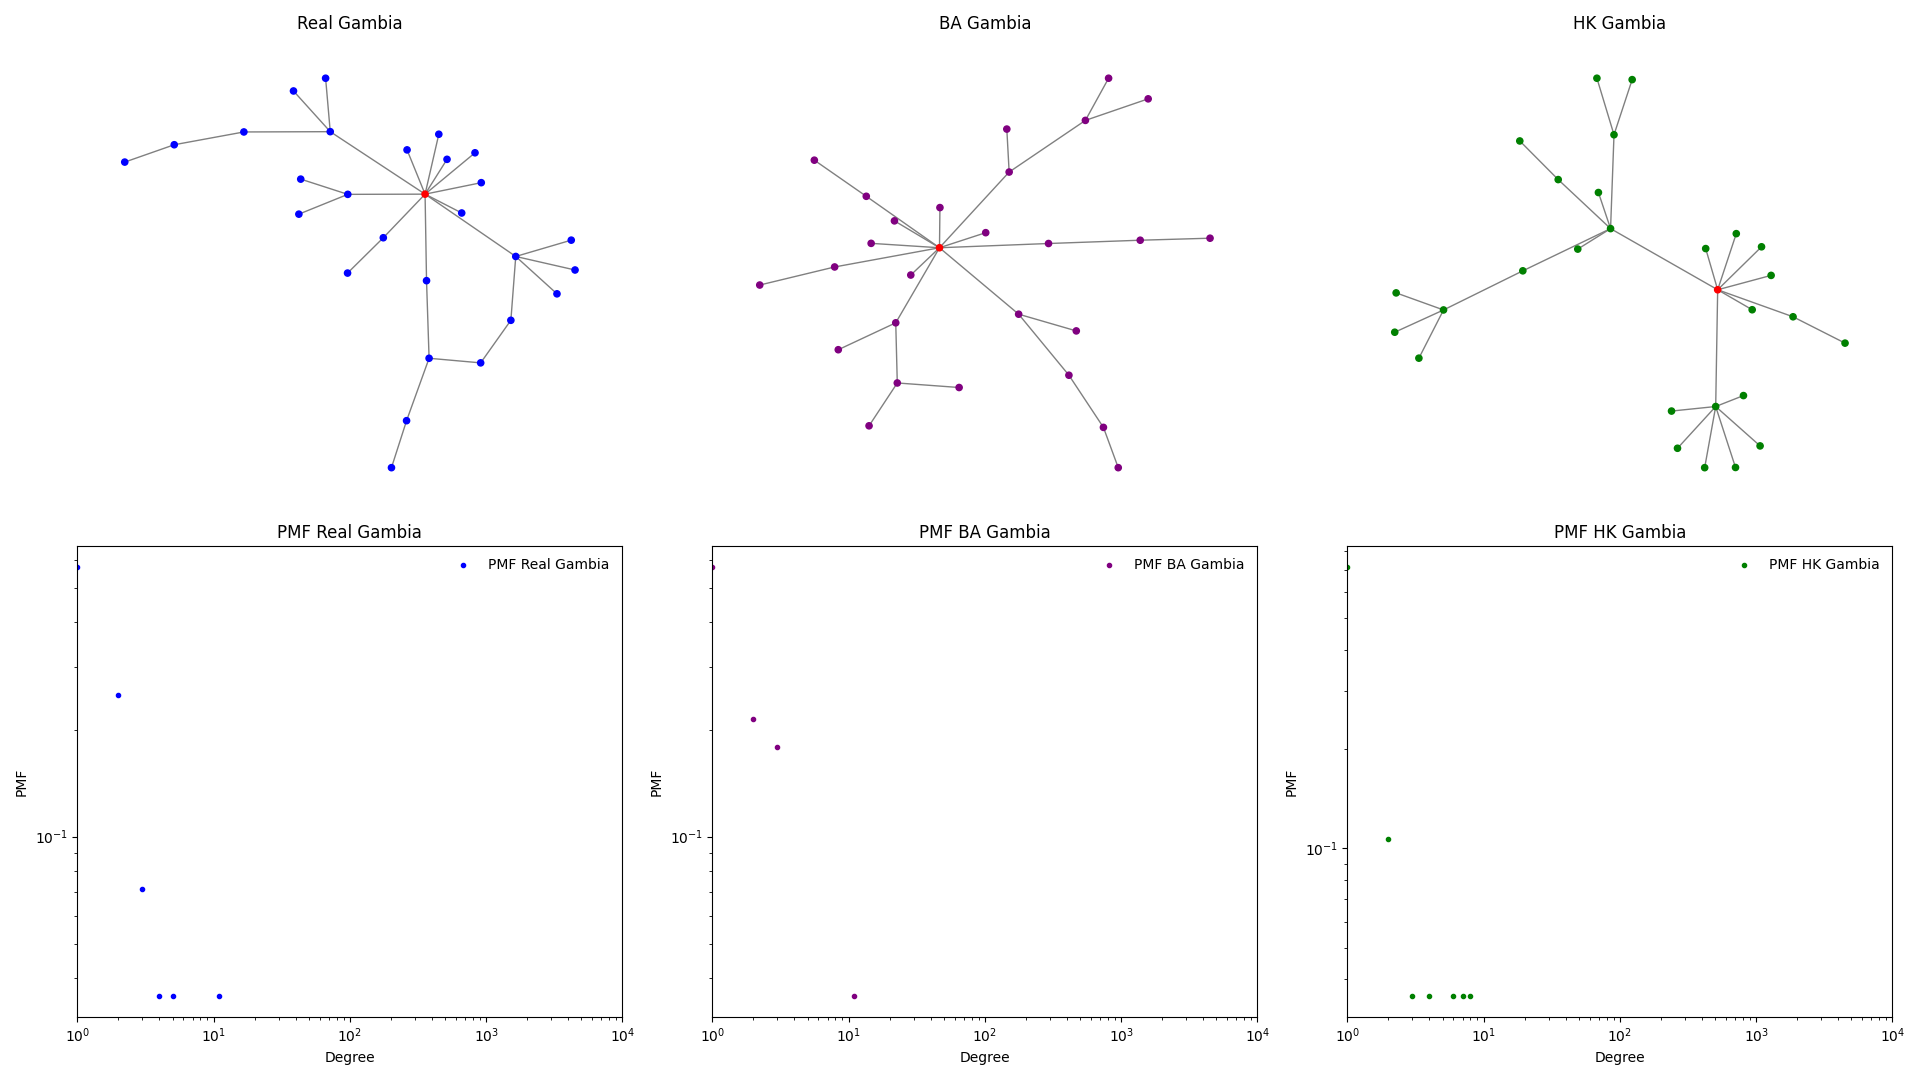 Real Gambia
BA Gambia
HK Gambia
PMF Real Gambia
PMF Real Gambia
PMF
10⁻¹
10⁰ 10¹ 10² 10³ 10⁴
Degree
PMF BA Gambia
PMF BA Gambia
PMF
10⁻¹
10⁰ 10¹ 10² 10³ 10⁴
Degree
PMF HK Gambia
PMF HK Gambia
PMF
10⁻¹
10⁰ 10¹ 10² 10³ 10⁴
Degree